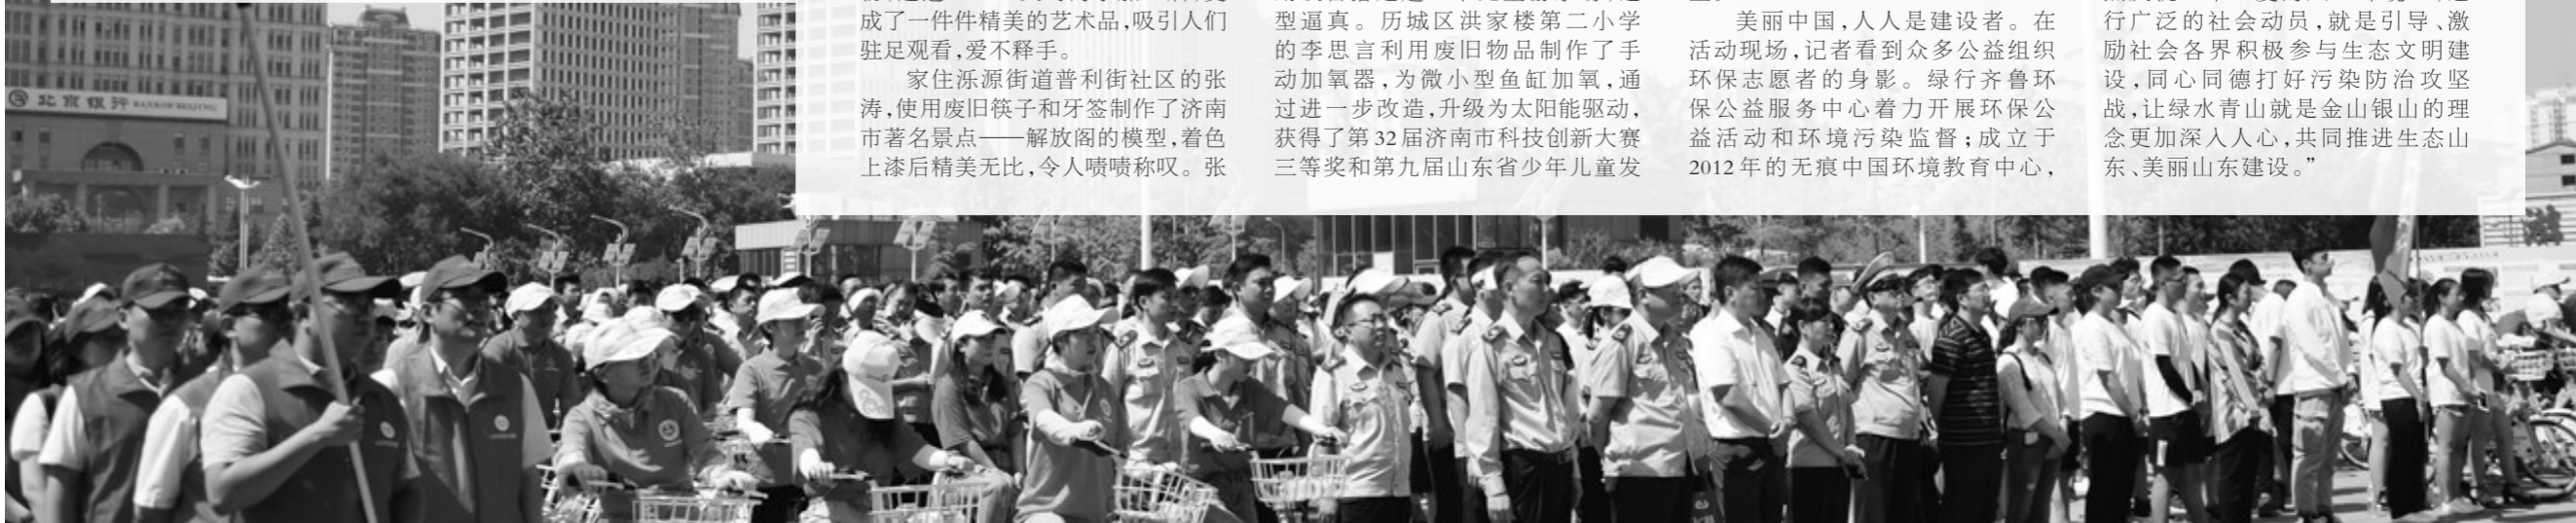 成了一件件精美的艺术品,吸引人们
驻足观看,爱不释手。
家住泺源街道普利街社区的张
涛,使用废旧筷子和牙签制作了济南
市著名景点——解放阁的模型,着色
上漆后精美无比,令人啧啧称叹。张
型逼真。历城区洪家楼第二小学
的李思言利用废旧物品制作了手
动加氧器,为微小型鱼缸加氧,通
过进一步改造,升级为太阳能驱动,
获得了第32届济南市科技创新大赛
三等奖和第九届山东省少年儿童发
美丽中国,人人是建设者。在
活动现场,记者看到众多公益组织
环保志愿者的身影。绿行齐鲁环
保公益服务中心着力开展环保公
益活动和环境污染监督;成立于
2012年的无痕中国环境教育中心,
行广泛的社会动员,就是引导、激
励社会各界积极参与生态文明建
设,同心同德打好污染防治攻坚
战,让绿水青山就是金山银山的理
念更加深入人心,共同推进生态山
东、美丽山东建设。”
北京银行 BANK OF BEIJING